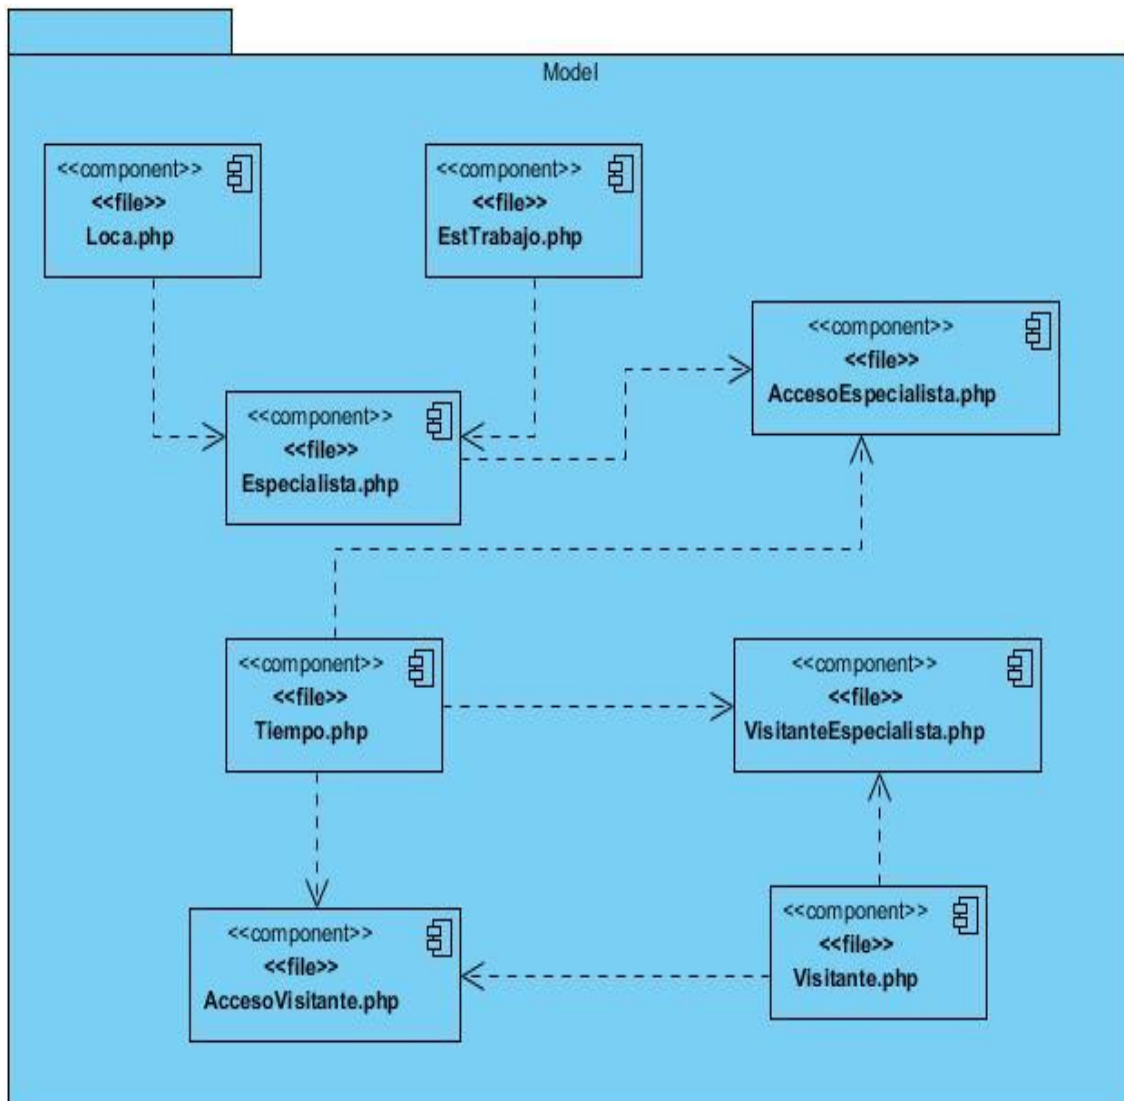 Model
<<component>>
<<file>>
Loca.php
<<component>>
<<file>>
EstTrabajo.php
<<component>>
<<file>>
AccesoEspecialista.php
<<component>>
<<file>>
Especialista.php
<<component>>
<<file>>
Tiempo.php
<<component>>
<<file>>
VisitanteEspecialista.php
<<component>>
<<file>>
Visitante.php
<<component>>
<<file>>
AccesoVisitante.php